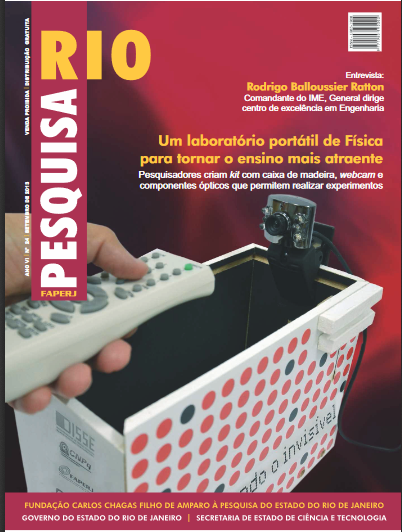 RIO
PESQUISA
FAPERJ
ANO VI | Nº 24 | SETEMBRO DE 2013
VENDA PROIBIDA | DISTRIBUIÇÃO GRATUITA
Entrevista:
Rodrigo Balloussier Ratton
Comandante do IME, General dirige
centro de excelência em Engenharia
Um laboratório portátil de Física
para tornar o ensino mais atraente
Pesquisadores criam kit com caixa de madeira, webcam e
componentes ópticos que permitem realizar experimentos
DISSE
CNPq
o invisível
FUNDAÇÃO CARLOS CHAGAS FILHO DE AMPARO À PESQUISA DO ESTADO DO RIO DE JANEIRO
GOVERNO DO ESTADO DO RIO DE JANEIRO | SECRETARIA DE ESTADO DE CIÊNCIA E TECNOLOGIA